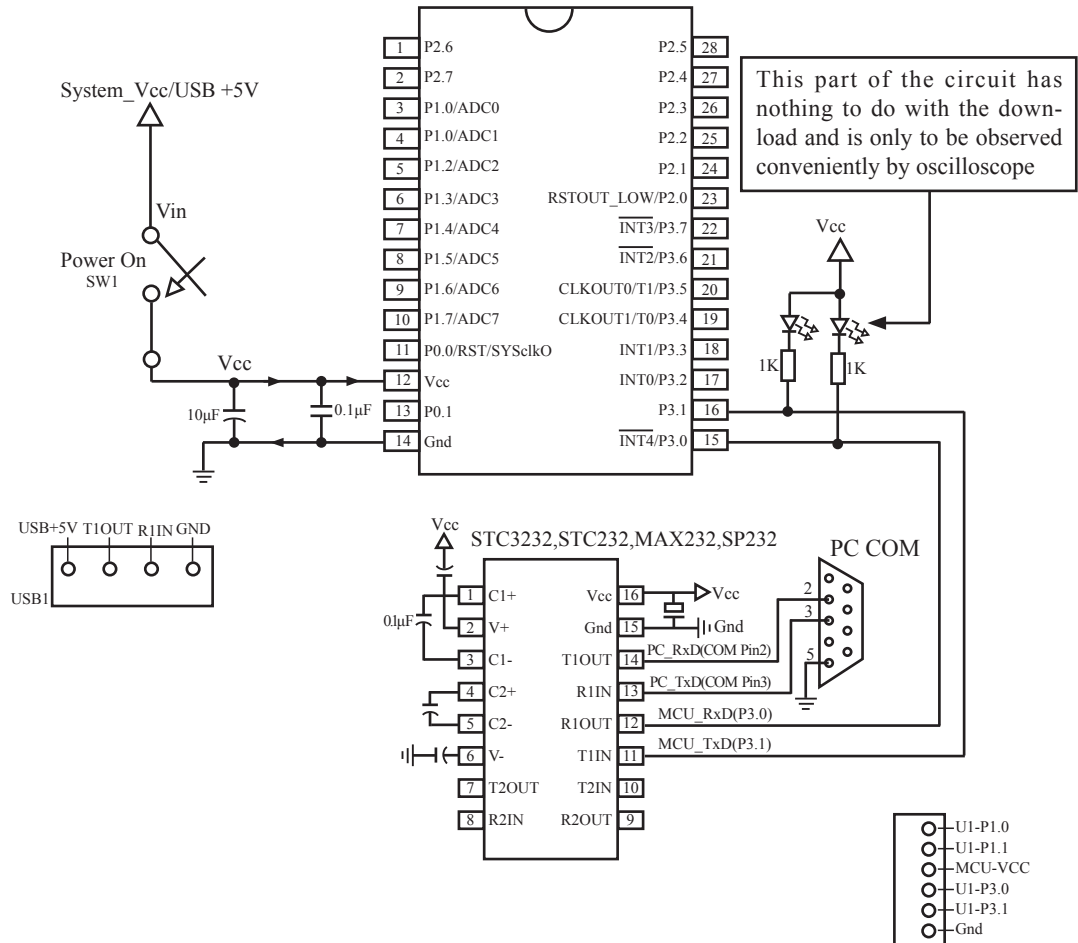 1 P2.6
2 P2.7
3 P1.0/ADC0
4 P1.0/ADC1
5 P1.2/ADC2
6 P1.3/ADC3
7 P1.4/ADC4
8 P1.5/ADC5
9 P1.6/ADC6
10 P1.7/ADC7
11 P0.0/RST/SYSclkO
12 Vcc
13 P0.1
14 Gnd
P2.5 28
P2.4 27
P2.3 26
P2.2 25
P2.1 24
RSTOUT_LOW/P2.0 23
INT3/P3.7 22
INT2/P3.6 21
CLKOUT0/T1/P3.5 20
CLKOUT1/T0/P3.4 19
INT1/P3.3 18
INT0/P3.2 17
P3.1 16
INT4/P3.0 15
System_Vcc/USB +5V
Vin
Power On
SW1
Vcc
10μF
0.1μF
This part of the circuit has
nothing to do with the down-
load and is only to be observed
conveniently by oscilloscope
Vcc
1K
1K
USB+5V T1OUT R1IN GND
USB1
Vcc
STC3232,STC232,MAX232,SP232
0.1μF
1 C1+
2 V+
3 C1-
4 C2+
5 C2-
6 V-
7 T2OUT
8 R2IN
Vcc 16
Gnd 15
T1OUT 14
R1IN 13
R1OUT 12
T1IN 11
T2IN 10
R2OUT 9
Vcc
Gnd
PC_RxD(COM Pin2)
PC_TxD(COM Pin3)
MCU_RxD(P3.0)
MCU_TxD(P3.1)
PC COM
2
3
5
U1-P1.0
U1-P1.1
MCU-VCC
U1-P3.0
U1-P3.1
Gnd